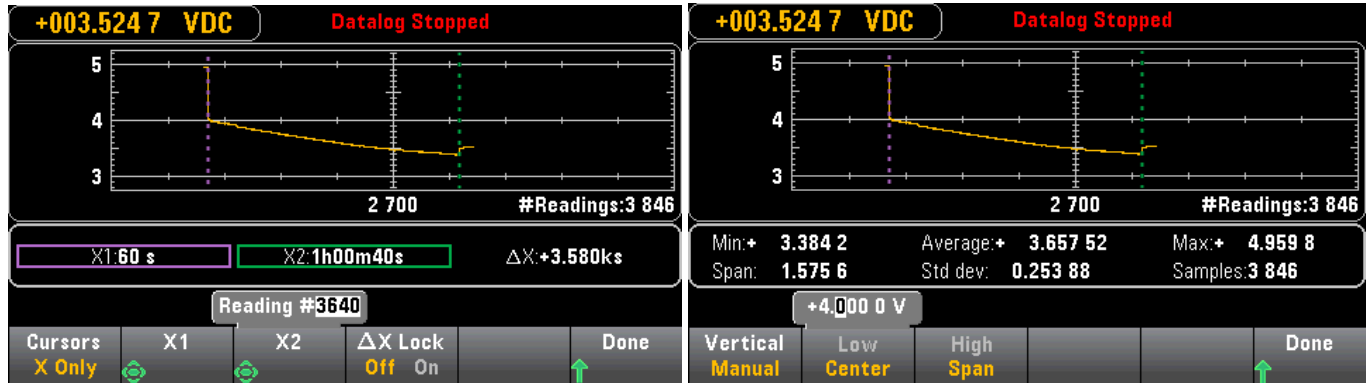 +003.524 7 VDC
Datalog Stopped
5
4
3
2 700
#Readings:3 846
X1:60 s
X2:1h00m40s
ΔX:+3.580ks
Reading #3640
Cursors X1 X2 ΔX Lock Done
X Only Off On
+003.524 7 VDC
Datalog Stopped
5
4
3
2 700
#Readings:3 846
Min:+ 3.384 2 Average:+ 3.657 52 Max:+ 4.959 8
Span: 1.575 6 Std dev: 0.253 88 Samples:3 846
+4.000 0 V
Vertical Low High Done
Manual Center Span